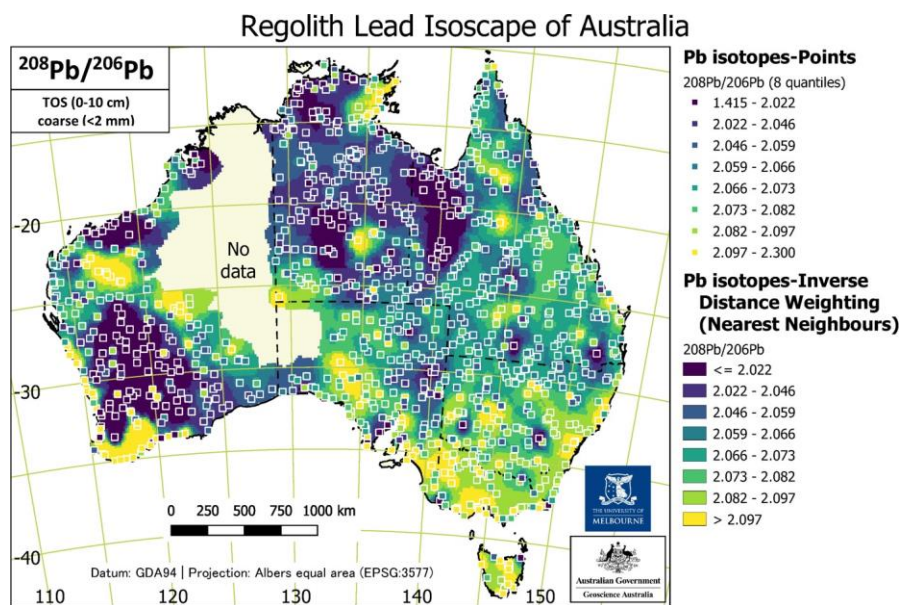 Regolith Lead Isoscape of Australia
208Pb/206Pb
TOS (0-10 cm)
coarse (<2 mm)
No
data
-20
-30
-40
110
120
130
140
150
110
120
130
140
150
0 250 500 750 1000 km
Datum: GDA94 | Projection: Albers equal area (EPSG:3577)
THE UNIVERSITY OF
MELBOURNE
Australian Government
Geoscience Australia
Pb isotopes-Points
208Pb/206Pb (8 quantiles)
1.415 - 2.022
2.022 - 2.046
2.046 - 2.059
2.059 - 2.066
2.066 - 2.073
2.073 - 2.082
2.082 - 2.097
2.097 - 2.300
Pb isotopes-Inverse
Distance Weighting
(Nearest Neighbours)
208Pb/206Pb
<= 2.022
2.022 - 2.046
2.046 - 2.059
2.059 - 2.066
2.066 - 2.073
2.073 - 2.082
2.082 - 2.097
> 2.097